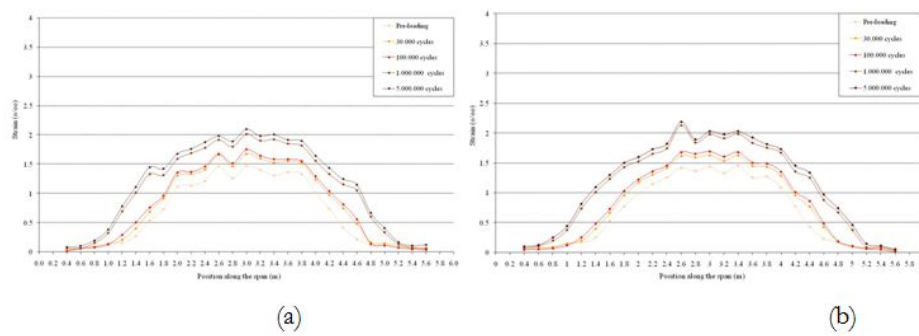 4
3.5
3
2.5
2
1.5
1
0.5
0
Strain (o/oo)
Pre-loading
30.000 cycles
100.000 cycles
1.000.000 cycles
5.000.000 cycles
0.0 0.2 0.4 0.6 0.8 1.0 1.2 1.4 1.6 1.8 2.0 2.2 2.4 2.6 2.8 3.0 3.2 3.4 3.6 3.8 4.0 4.2 4.4 4.6 4.8 5.0 5.2 5.4 5.6 5.8 6.0
Position along the span (m)
(a)
4
3.5
3
2.5
2
1.5
1
0.5
0
Strain (o/oo)
Pre-loading
30.000 cycles
100.000 cycles
1.000.000 cycles
5.000.000 cycles
0 0.2 0.4 0.6 0.8 1 1.2 1.4 1.6 1.8 2 2.2 2.4 2.6 2.8 3 3.2 3.4 3.6 3.8 4 4.2 4.4 4.6 4.8 5 5.2 5.4 5.6 5.8
Position along the span (m)
(b)